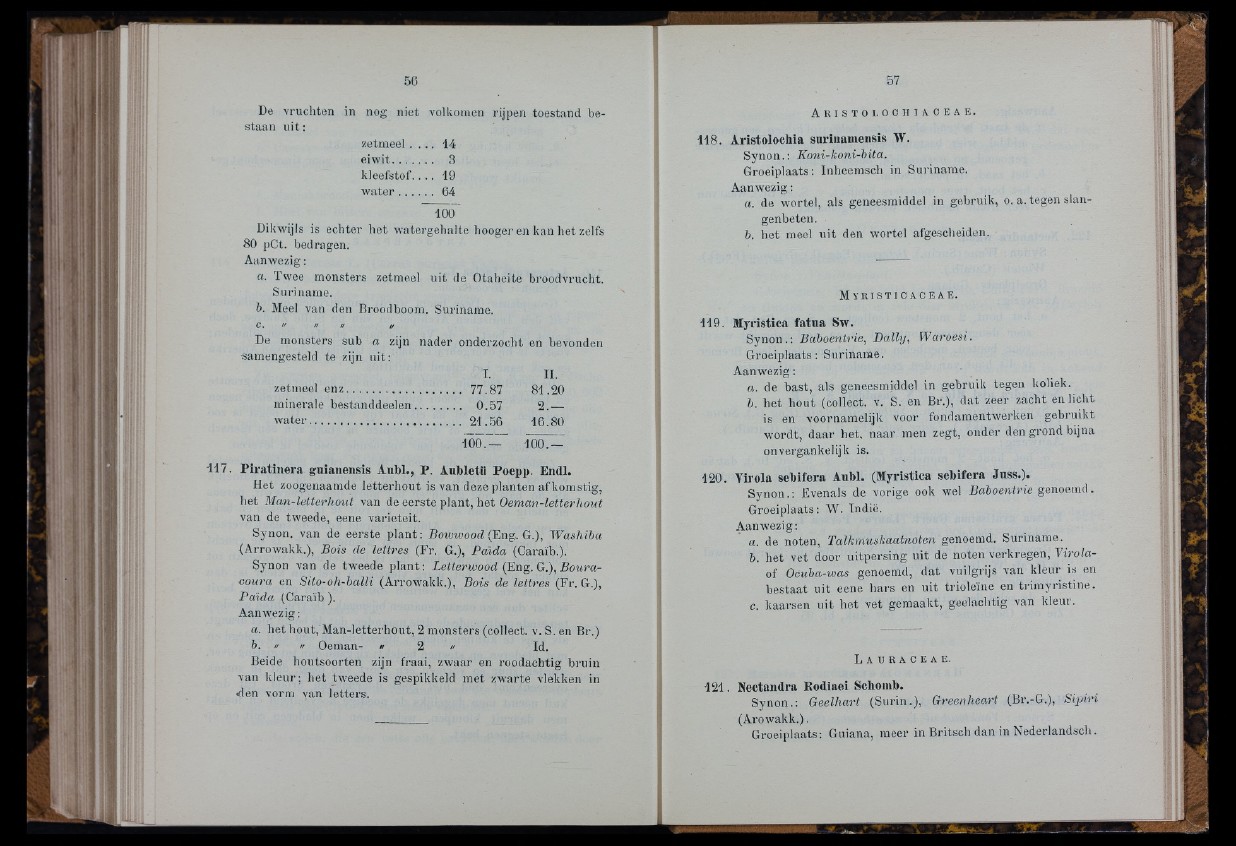 56
De vruchten in nog niet volkomen rijpen toestand be-
staan uit:
zetmeel .... 14
eiwit....... 3
kleefstof.... 19
water ...... 64
100
Dikwijls is echter het watergehalte hooger en kan het zelfs
80 pCt. bedragen.
Aanwezig:
a. Twee monsters zetmeel uit de Otaheite broodvrucht.
Suriname.
b. Meel van den Broodboom. Suriname.
c. " " " "
De monsters sub a zijn nader onderzocht en bevonden
samengesteld te zijn uit:
I. II.
zetmeel enz.................... 77.87 81.20
minerale bestanddeelen........ 0.57 2.—
water.......................... 21.56 16.80
100.— 100.—
117. Piratinera guianensis Aubl., P. Aubletii Poepp. Endl.
Het zoogenaamde letterhout is van deze planten afkomstig,
het Man-letterhout van de eerste plant, het Oeman-letterhout
van de tweede, eene varieteit.
Synon. van de eerste plant: Bowwood (Eng. G.), Washiba
(Arrowakk.), Bois de lettres (Fr. G.), Païda (Caraïb.).
Synon van de tweede plant: Letterwood (Eng. G.), Boura-
coura en Sito-oh-balli (Arrowakk.), Bois de lettres (Fr. G.),
Païda (Caraïb).
Aanwezig:
a. het hout, Man-letterhout, 2 monsters (collect. v. S. en Br.)
b. " " Oeman- " 2 " Id.
Beide houtsoorten zijn fraai, zwaar en roodachtig bruin
van kleur; het tweede is gespikkeld met zwarte vlekken in
den vorm van letters.
57
ARISTOLOCHIACEAE.
118. Aristolochia surinamensis W.
Synon.: Koni-koni-bita.
Groeiplaats: Inheemsch in Suriname.
Aanwezig:
a. de wortel, als geneesmiddel in gebruik, o. a. tegen slan-
genbeten.
b. het meel uit den wortel afgescheiden.
MYRISTICACEAE.
119. Myristica fatua Sw.
Synon.: Baboentrie, Dally, Waroesi.
Groeiplaats: Suriname.
Aanwezig:
a. de bast, als geneesmiddel in gebruik tegen koliek.
b. het hout (collect. v. S. en Br.), dat zeer zacht en licht
is en voornamelijk voor fondamentwerken gebruikt
wordt, daar het, naar men zegt, onder den grond bijna
onvergankelijk is.
120. Virola sebifera Aubl. (Myristica sebifera Juss.).
Synon.: Evenals de vorige ook wel Baboentrie genoemd.
Groeiplaats: W. Indië.
Aanwezig:
a. de noten, Talkmuskaatnoten genoemd. Suriname.
b. het vet door uitpersing uit de noten verkregen, Virola-
of Ocuba-was genoemd, dat vuilgrijs van kleur is en
bestaat uit eene hars en uit trioleïne en trimyristine.
c. kaarsen uit het vet gemaakt, geelachtig van kleur.
LAURACEAE.
121. Nectandra Rodiaei Schomb.
Synon.: Geelhart (Surin.), Greenheart (Br.-G.), Sipiri
(Arowakk.).
Groeiplaats: Guiana, meer in Britsch dan in Nederlandsch.